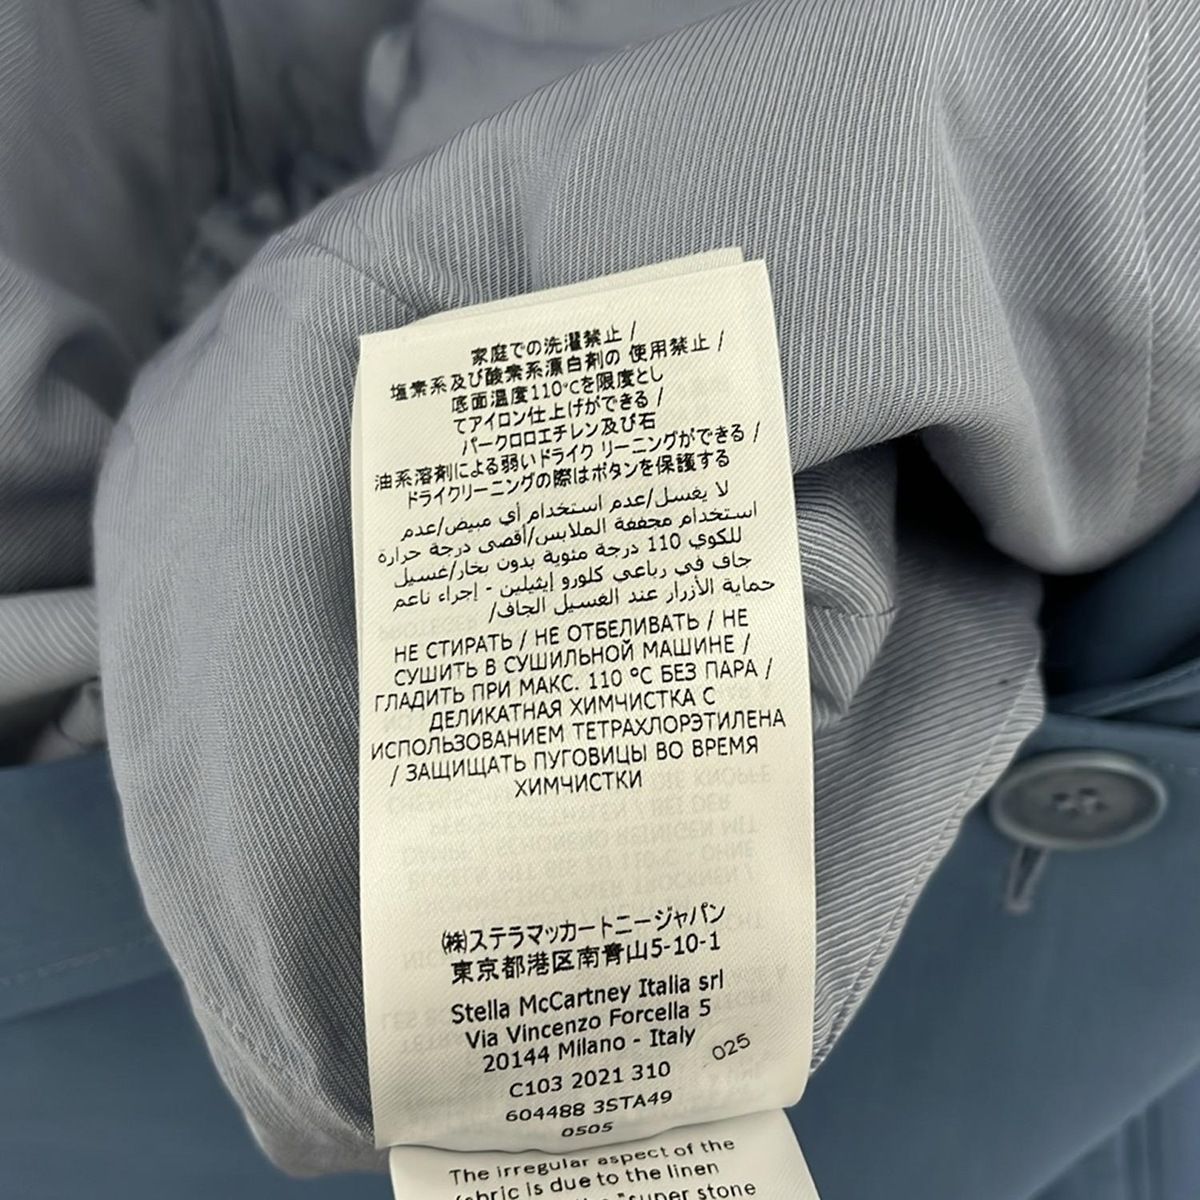 家庭での洗濯禁止 /
塩素系及び酸素系漂白剤の 使用禁止 /
底面温度110℃を限度とし
てアイロン仕上げができる /
パークロロエチレン及び石
油系溶剤による弱いドライク リーニングができる /
ドライクリーニングの際はボタンを保護する
لا يغسل/عدم استخدام أي مبيض/عدم
استخدام مجففة الملابس/أقصى درجة حرارة
للكوي 110 درجة مئوية بدون بخار/غسيل
جاف في رباعي كلورو إيثيلين - إجراء ناعم
حماية الأزرار عند الغسيل الجاف/
НЕ СТИРАТЬ / НЕ ОТБЕЛИВАТЬ / НЕ
СУШИТЬ В СУШИЛЬНОЙ МАШИНЕ /
ГЛАДИТЬ ПРИ МАКС. 110 °C БЕЗ ПАРА /
ДЕЛИКАТНАЯ ХИМЧИСТКА С
ИСПОЛЬЗОВАНИЕМ ТЕТРАХЛОРЭТИЛЕНА
/ ЗАЩИЩАТЬ ПУГОВИЦЫ ВО ВРЕМЯ
ХИМЧИСТКИ
㈱ステラマッカートニージャパン
東京都港区南青山5-10-1
Stella McCartney Italia srl
Via Vincenzo Forcella 5
20144 Milano - Italy
025
C103 2021 310
604488 3STA49
0505
The irregular aspect of the
fabric is due to the linen
"super stone